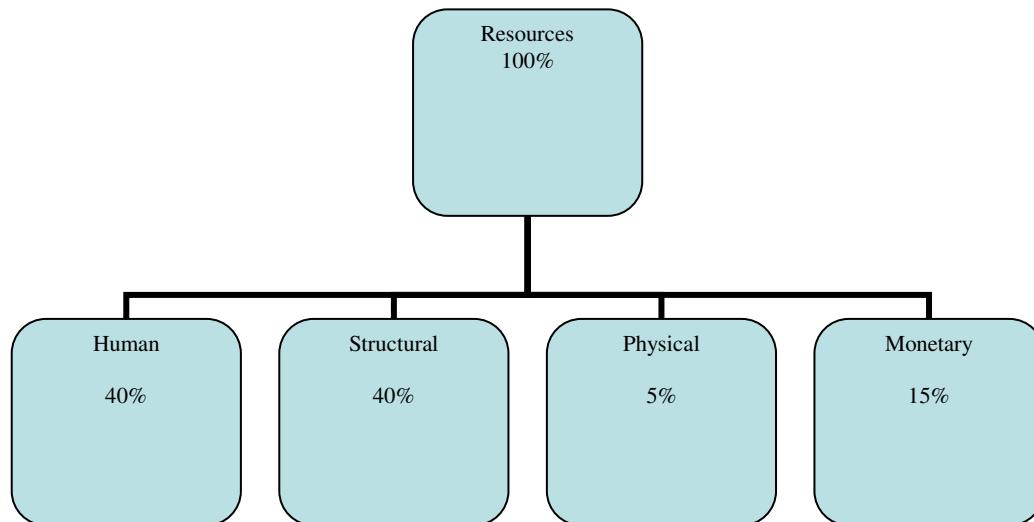 Resources
100%
Human
40%
Structural
40%
Physical
5%
Monetary
15%